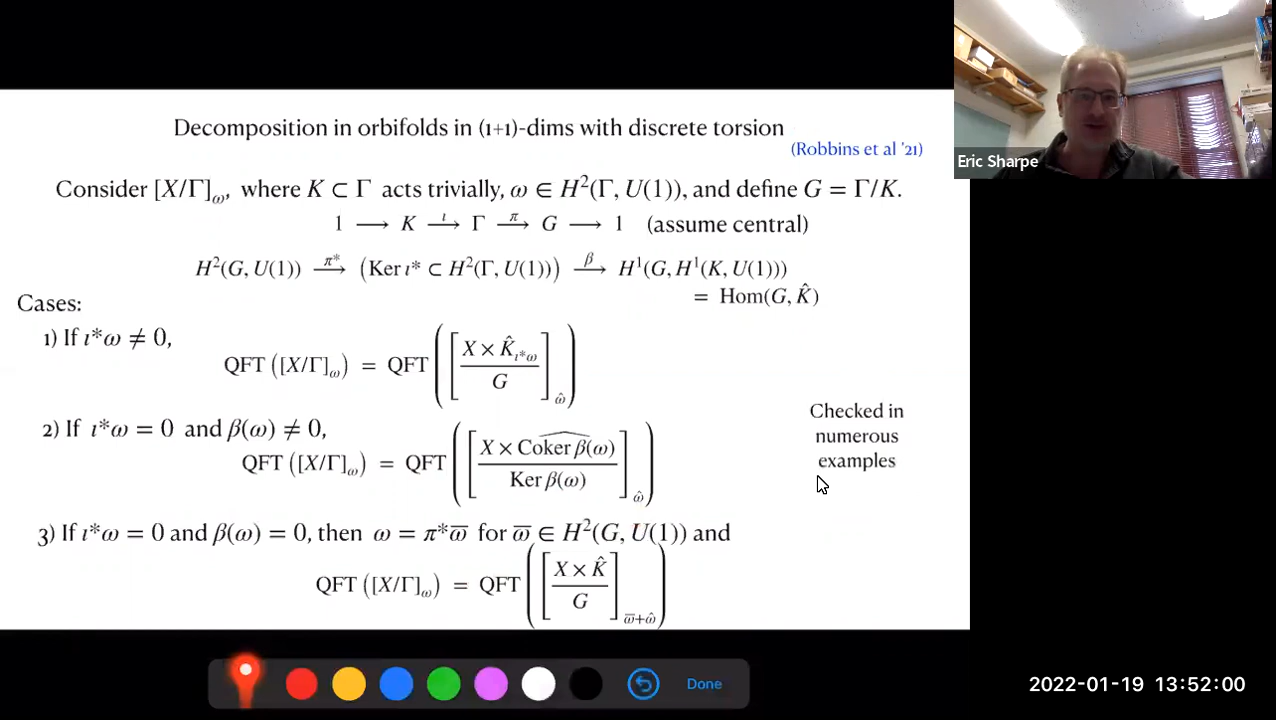 Decomposition in orbifolds in (1+1)-dims with discrete torsion
(Robbins et al '21)
Eric Sharpe
Consider [X/Γ]_ω, where K ⊂ Γ acts trivially, ω ∈ H²(Γ, U(1)), and define G = Γ/K.
1 ⟶ K ⟶^ι Γ ⟶^π G ⟶ 1 (assume central)
H²(G, U(1)) ⟶^{π*} (Ker ι* ⊂ H²(Γ, U(1))) ⟶^β H¹(G, H¹(K, U(1)))
= Hom(G, K̂)
Cases:
1) If ι*ω ≠ 0,
QFT ([X/Γ]_ω) = QFT ([X × K̂_{ι*ω} / G]_ω̂)
2) If ι*ω = 0 and β(ω) ≠ 0,
QFT ([X/Γ]_ω) = QFT ([X × \widehat{Coker β(ω)} / Ker β(ω)]_ω̂)
Checked in
numerous
examples
3) If ι*ω = 0 and β(ω) = 0, then ω = π*ω̅ for ω̅ ∈ H²(G, U(1)) and
QFT ([X/Γ]_ω) = QFT ([X × K̂ / G]_{ω̅+ω̂})
Done
2022-01-19 13:52:00